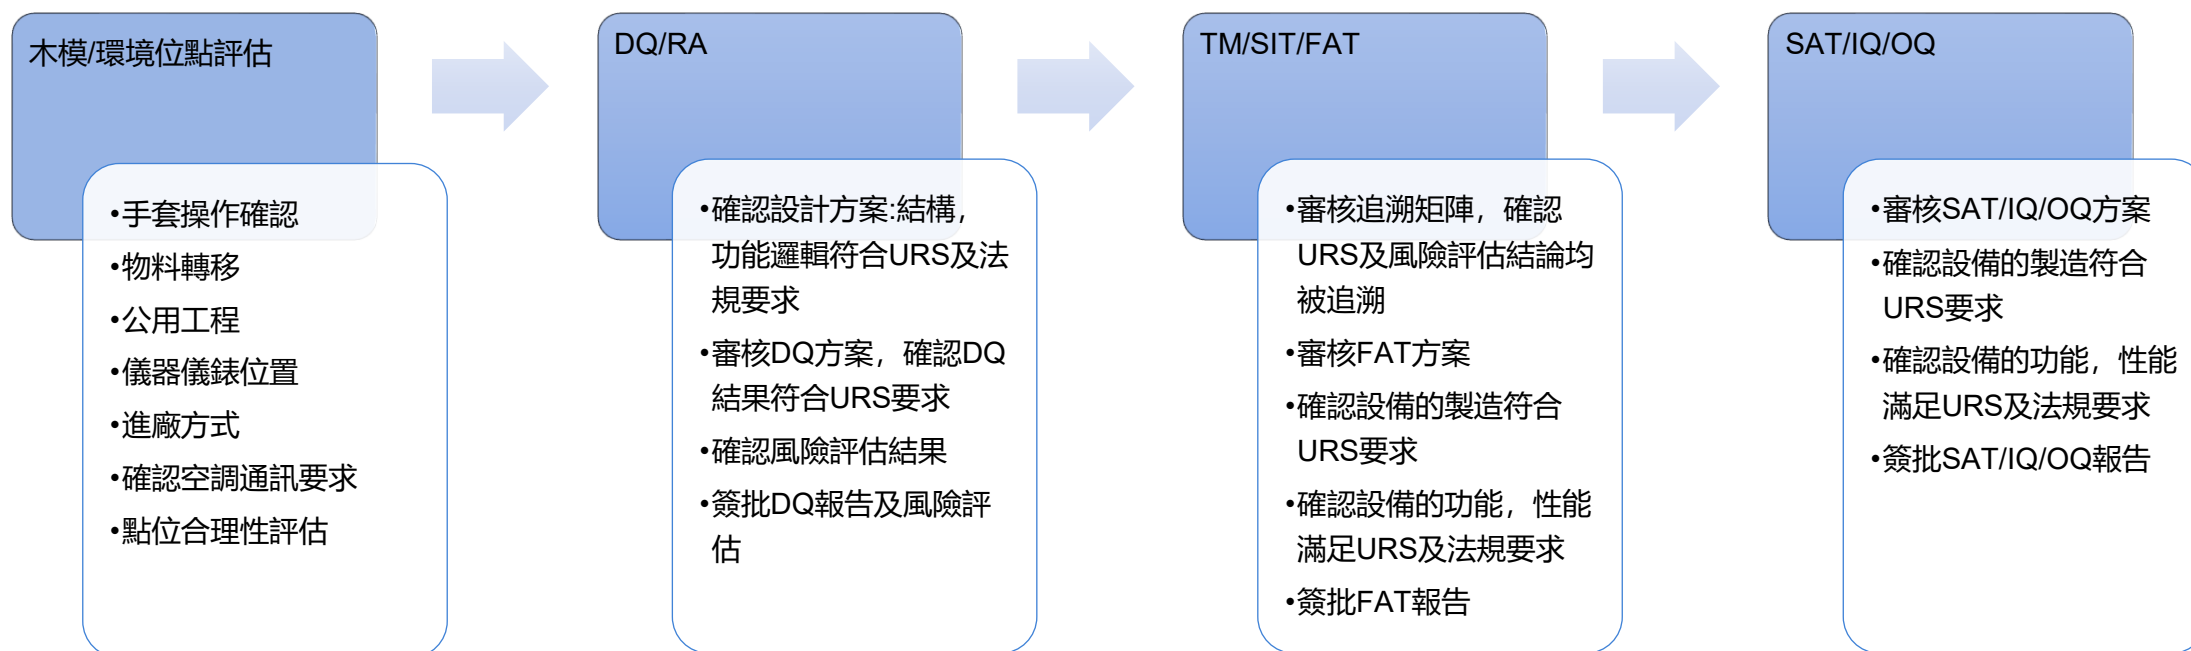 木模/環境位點評估
•手套操作確認
•物料轉移
•公用工程
•儀器儀錶位置
•進廠方式
•確認空調通訊要求
•點位合理性評估
DQ/RA
•確認設計方案:結構，
功能邏輯符合URS及法
規要求
•審核DQ方案，確認DQ
結果符合URS要求
•確認風險評估結果
•簽批DQ報告及風險評
估
TM/SIT/FAT
•審核追溯矩陣，確認
URS及風險評估結論均
被追溯
•審核FAT方案
•確認設備的製造符合
URS要求
•確認設備的功能，性能
滿足URS及法規要求
•簽批FAT報告
SAT/IQ/OQ
•審核SAT/IQ/OQ方案
•確認設備的製造符合
URS要求
•確認設備的功能，性能
滿足URS及法規要求
•簽批SAT/IQ/OQ報告